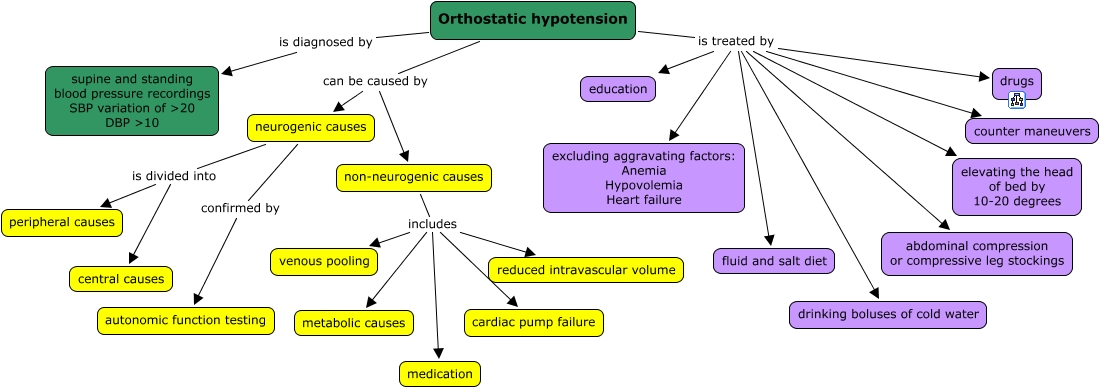 Orthostatic hypotension
is diagnosed by
is treated by
supine and standing
blood pressure recordings
SBP variation of >20
DBP >10
can be caused by
education
drugs
neurogenic causes
counter maneuvers
excluding aggravating factors:
Anemia
Hypovolemia
Heart failure
is divided into
non-neurogenic causes
elevating the head
of bed by
10-20 degrees
peripheral causes
confirmed by
includes
abdominal compression
or compressive leg stockings
central causes
venous pooling
reduced intravascular volume
fluid and salt diet
autonomic function testing
metabolic causes
cardiac pump failure
drinking boluses of cold water
medication